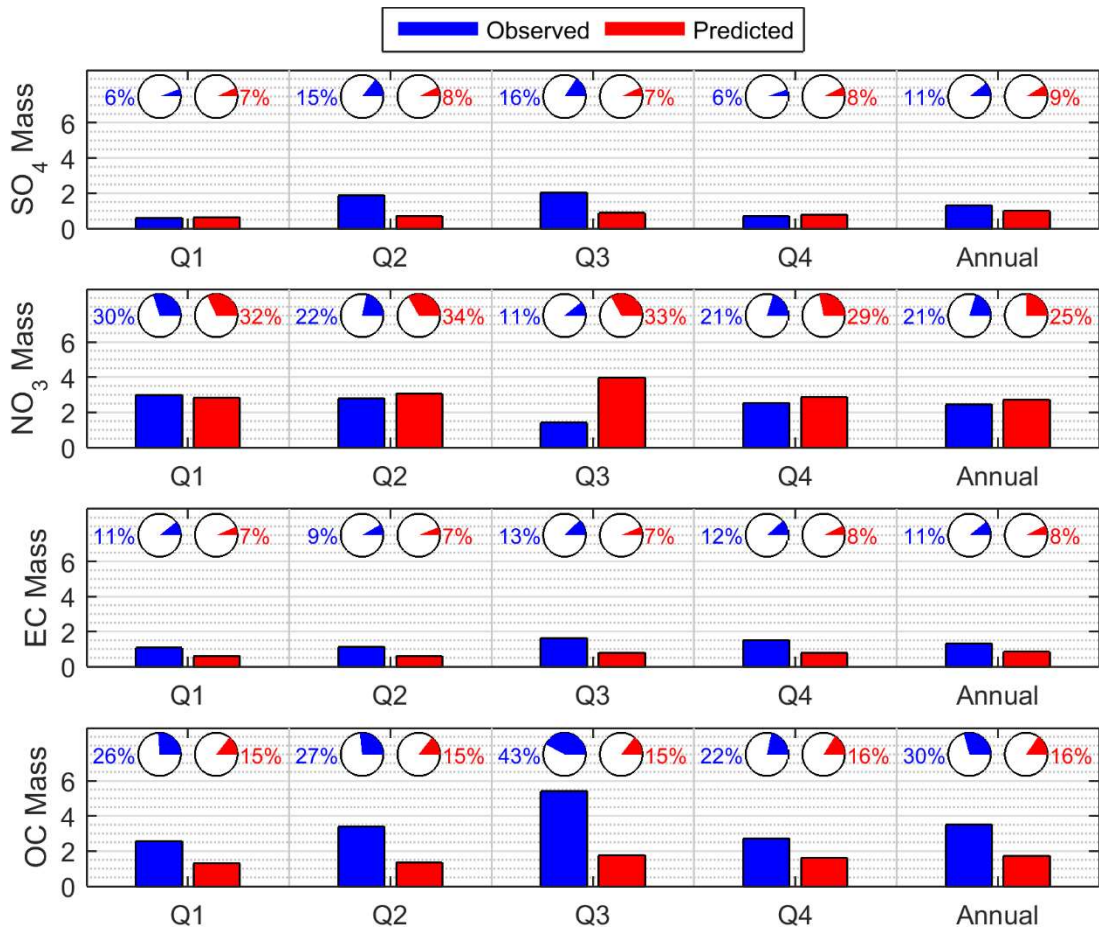 Observed Predicted
SO4 Mass
6% 7% 15% 8% 16% 7% 6% 8% 11% 9%
6
4
2
0
Q1 Q2 Q3 Q4 Annual
NO3 Mass
30% 32% 22% 34% 11% 33% 21% 29% 21% 25%
6
4
2
0
Q1 Q2 Q3 Q4 Annual
EC Mass
11% 7% 9% 7% 13% 7% 12% 8% 11% 8%
6
4
2
0
Q1 Q2 Q3 Q4 Annual
OC Mass
26% 15% 27% 15% 43% 15% 22% 16% 30% 16%
6
4
2
0
Q1 Q2 Q3 Q4 Annual